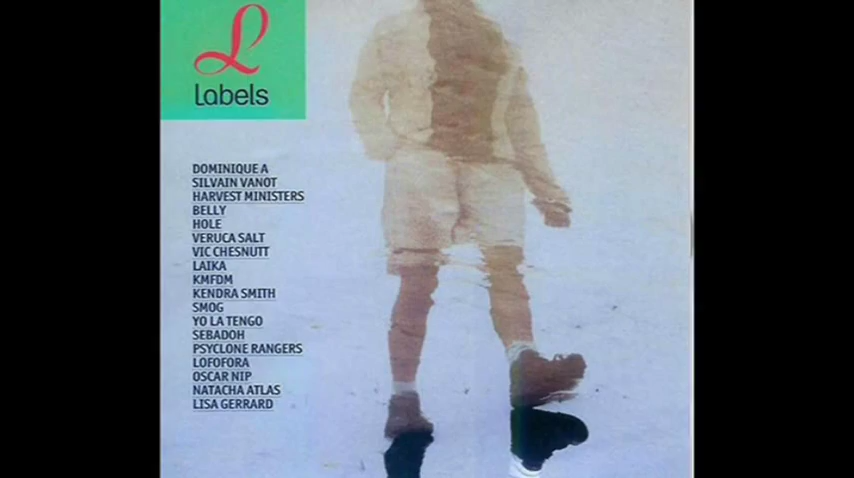 L
Labels
DOMINIQUE A
SILVAIN VANOT
HARVEST MINISTERS
BELLY
HOLE
VERUCA SALT
VIC CHESNUTT
LAIKA
KMFDM
KENDRA SMITH
SMOG
YO LA TENGO
SEBADOH
PSYCLONE RANGERS
LOFOFORA
OSCAR NIP
NATACHA ATLAS
LISA GERRARD